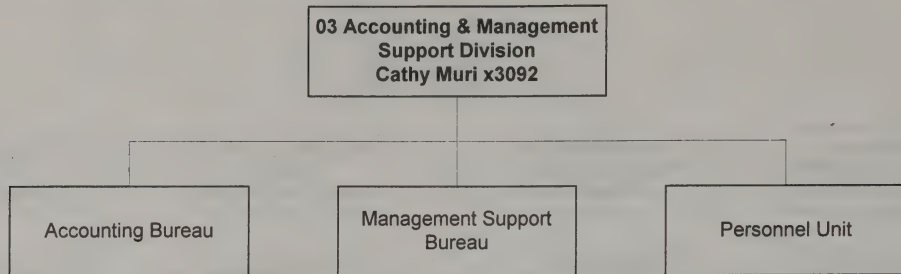 03 Accounting & Management
Support Division
Cathy Muri x3092
Accounting Bureau
Management Support
Bureau
Personnel Unit